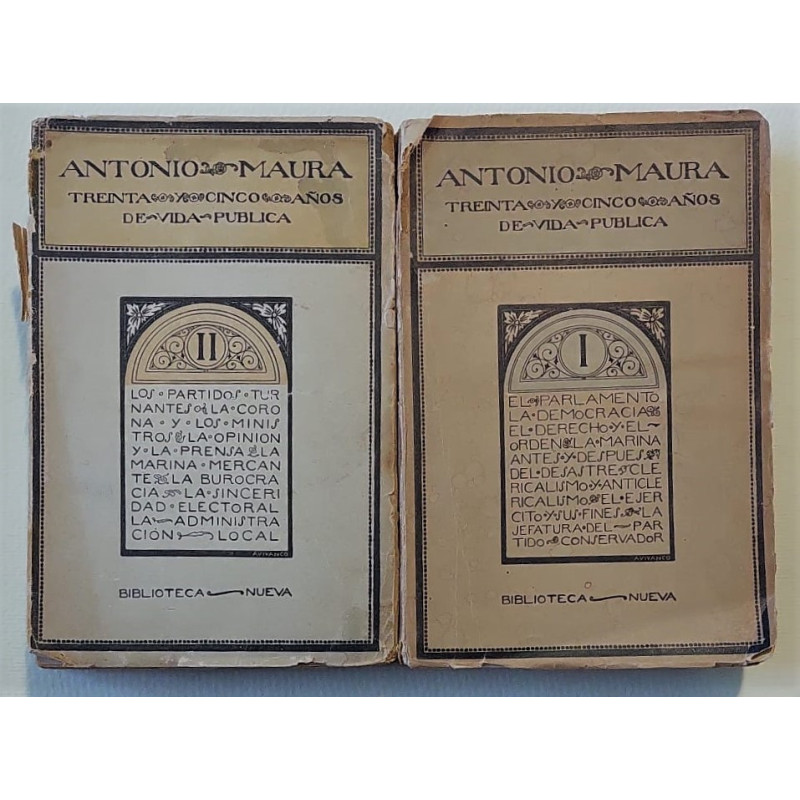 ANTONIO MAURA
TREINTA Y CINCO AÑOS
DE VIDA PUBLICA
II
LOS PARTIDOS TUR
NANTES LA CORO
NA Y LOS MINIS
TROS LA OPINION
Y LA PRENSA LA
MARINA MERCAN
TE LA BUROCRA
CIA LA SINCERI
DAD ELECTORAL
LA ADMINISTRA
CIÓN LOCAL
A VIVANCO
BIBLIOTECA NUEVA
ANTONIO MAURA
TREINTA Y CINCO AÑOS
DE VIDA PUBLICA
I
EL PARLAMENTO
LA DEMOCRACIA
EL DERECHO Y EL
ORDEN LA MARINA
ANTES Y DESPUES
DEL DESASTRE CLE
RICALISMO Y ANTICLE
RICALISMO EL EJER
CITO Y SUS FINES LA
JEFATURA DEL PAR
TIDO CONSERVADOR
A VIVANCO
BIBLIOTECA NUEVA